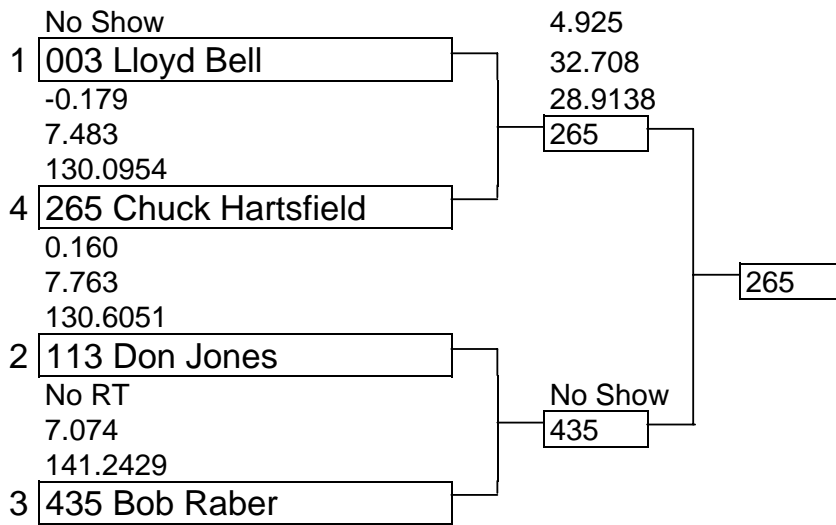 No Show
1 003 Lloyd Bell
-0.179
7.483
130.0954
4 265 Chuck Hartsfield
0.160
7.763
130.6051
2 113 Don Jones
No RT
7.074
141.2429
3 435 Bob Raber
4.925
32.708
28.9138
265
No Show
435
265